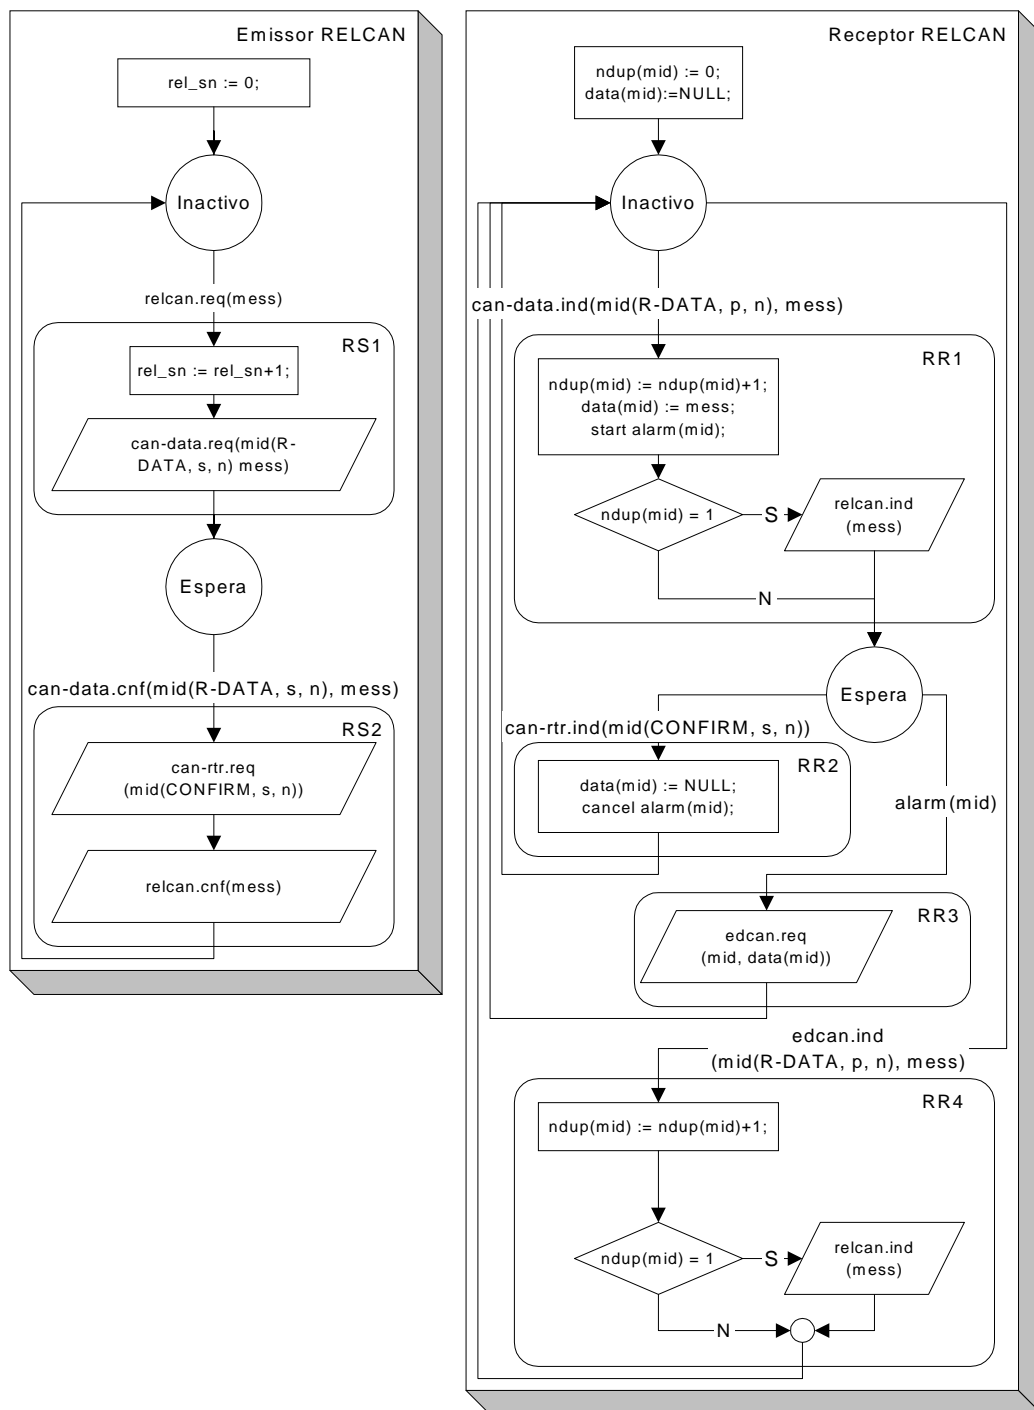 Emissor RELCAN
rel_sn := 0;
Inactivo
relcan.req(mess)
RS1
rel_sn := rel_sn+1;
can-data.req(mid(R-
DATA, s, n) mess)
Espera
can-data.cnf(mid(R-DATA, s, n), mess)
RS2
can-rtr.req
(mid(CONFIRM, s, n))
relcan.cnf(mess)
Receptor RELCAN
ndup(mid) := 0;
data(mid):=NULL;
Inactivo
can-data.ind(mid(R-DATA, p, n), mess)
RR1
ndup(mid) := ndup(mid)+1;
data(mid) := mess;
start alarm(mid);
ndup(mid) = 1
S
relcan.ind
(mess)
N
Espera
can-rtr.ind(mid(CONFIRM, s, n))
RR2
data(mid) := NULL;
cancel alarm(mid);
alarm(mid)
RR3
edcan.req
(mid, data(mid))
edcan.ind
(mid(R-DATA, p, n), mess)
RR4
ndup(mid) := ndup(mid)+1;
ndup(mid) = 1
S
relcan.ind
(mess)
N